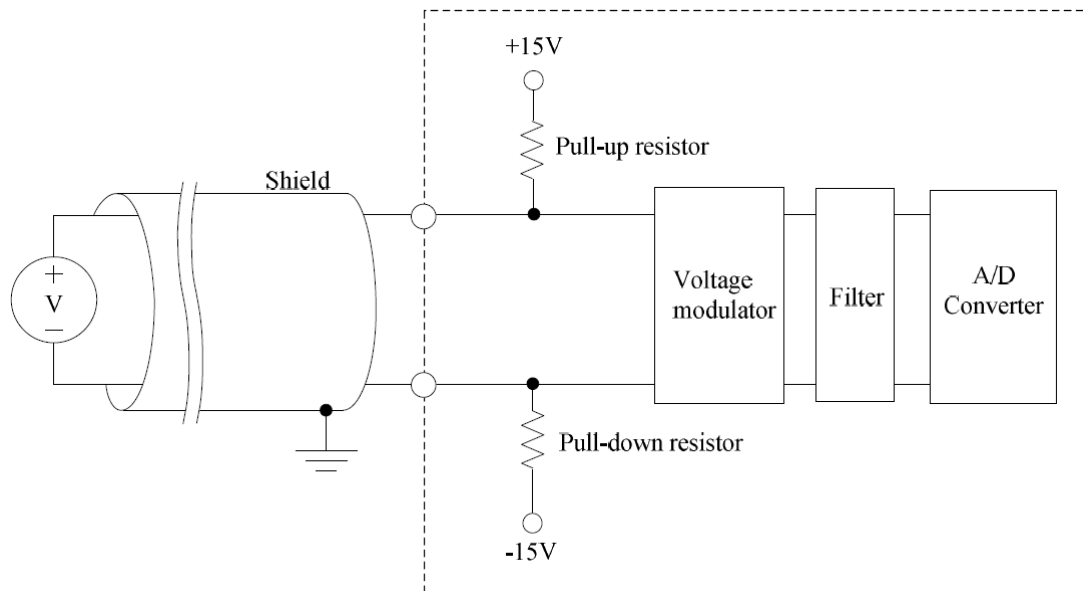 +15V
Pull-up resistor
Shield
+
V
−
Voltage
modulator
Filter
A/D
Converter
Pull-down resistor
-15V